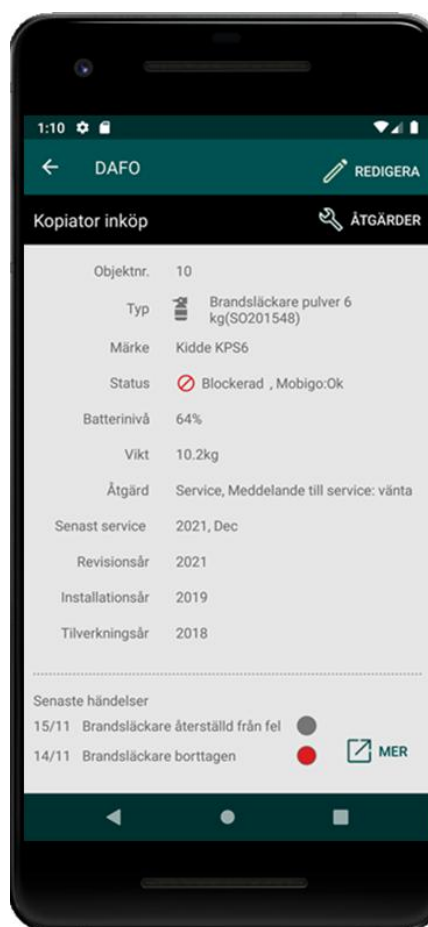 1:10
DAFO
REDIGERA
Kopiator inköp
ÅTGÄRDER
Objektnr. 10
Typ Brandsläckare pulver 6
kg(SO201548)
Märke Kidde KPS6
Status Blockerad , Mobigo:Ok
Batterinivå 64%
Vikt 10.2kg
Åtgärd Service, Meddelande till service: vänta
Senast service 2021, Dec
Revisionsår 2021
Installationsår 2019
Tilverkningsår 2018
Senaste händelser
15/11 Brandsläckare återställd från fel
14/11 Brandsläckare borttagen
MER